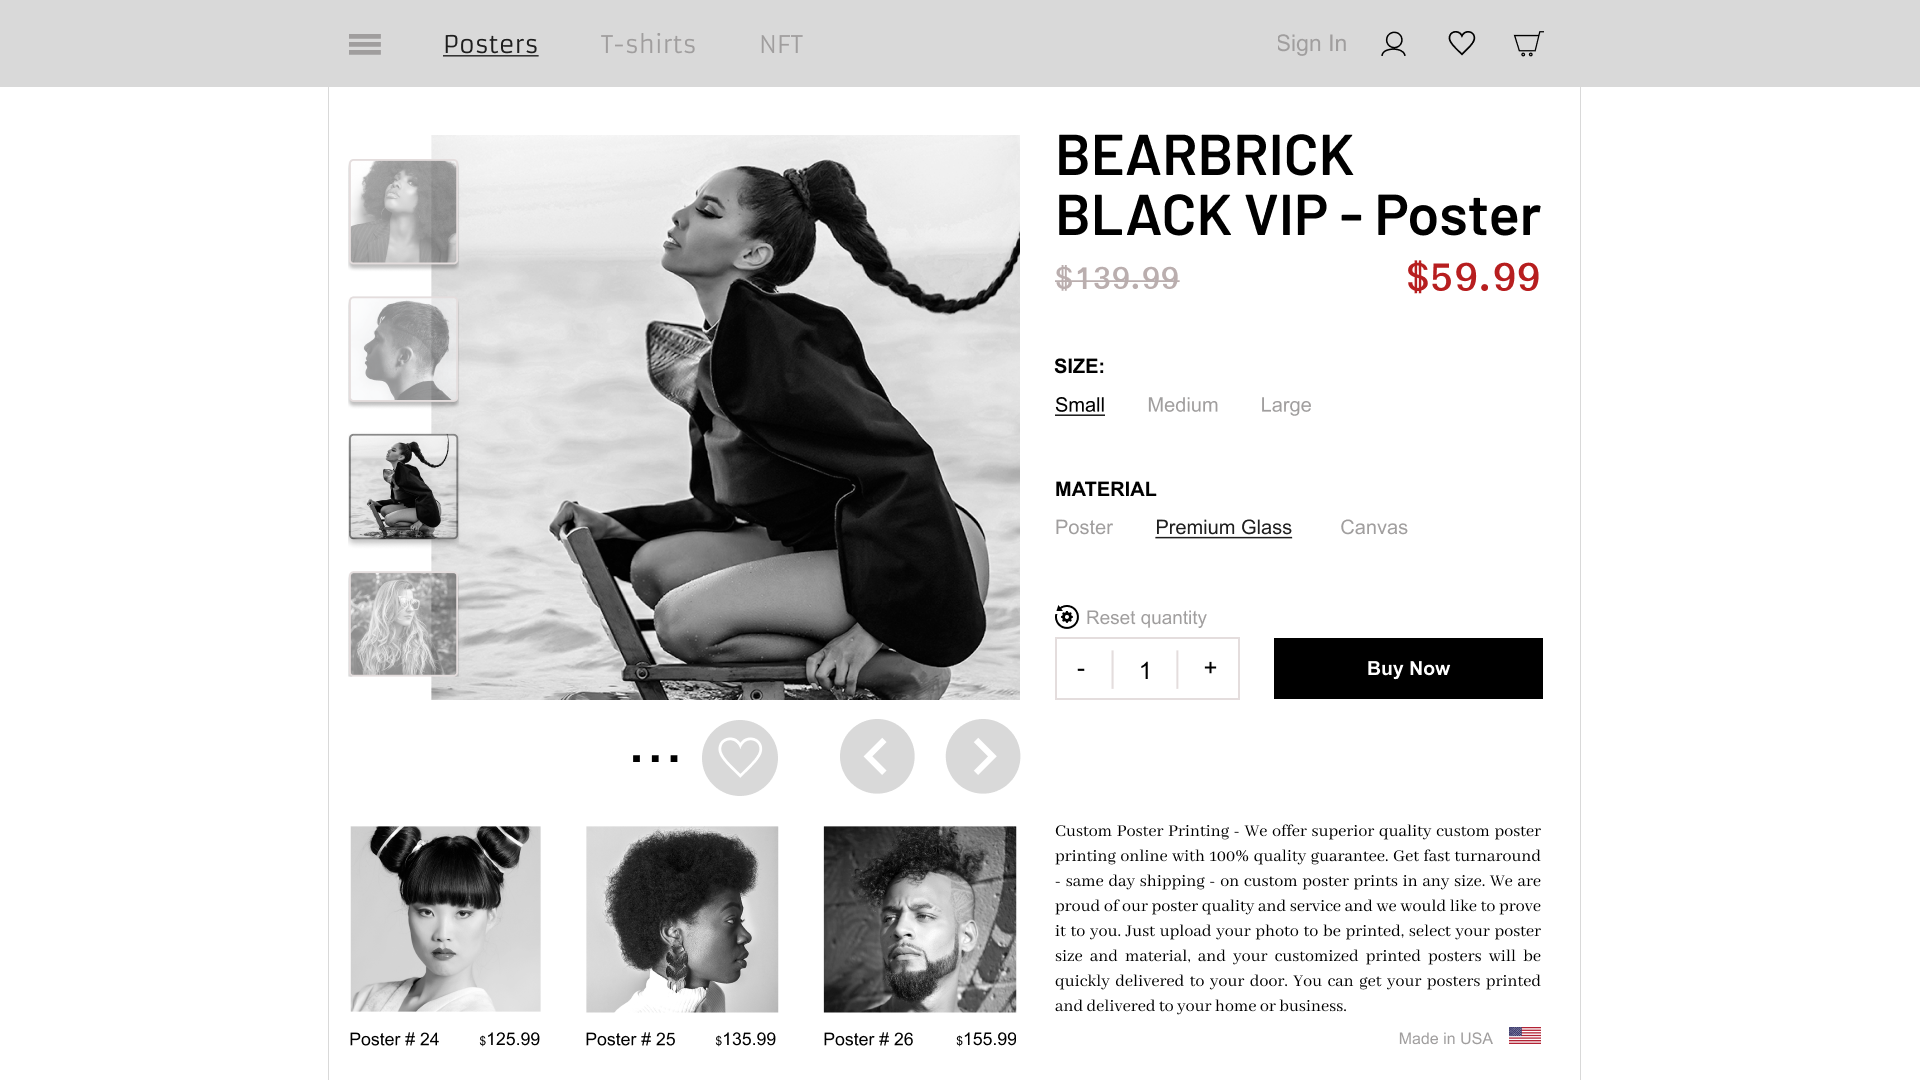 Posters T-shirts NFT Sign In
BEARBRICK
BLACK VIP - Poster
$139.99 $59.99
SIZE:
Small Medium Large
MATERIAL
Poster Premium Glass Canvas
Reset quantity
- 1 +
Buy Now
...
Custom Poster Printing - We offer superior quality custom poster
printing online with 100% quality guarantee. Get fast turnaround
- same day shipping - on custom poster prints in any size. We are
proud of our poster quality and service and we would like to prove
it to you. Just upload your photo to be printed, select your poster
size and material, and your customized printed posters will be
quickly delivered to your door. You can get your posters printed
and delivered to your home or business.
Poster # 24 $125.99
Poster # 25 $135.99
Poster # 26 $155.99
Made in USA